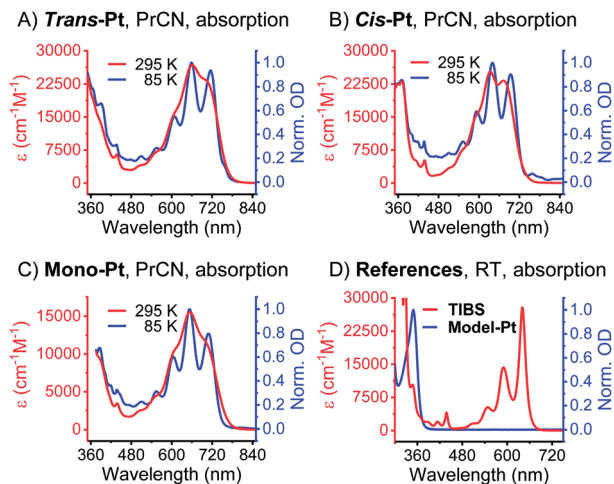 A) Trans-Pt, PrCN, absorption
30000
22500
15000
7500
0
ε (cm⁻¹M⁻¹)
295 K
85 K
1.0
0.8
0.6
0.4
0.2
0.0
Norm. OD
360 480 600 720 840
Wavelength (nm)
B) Cis-Pt, PrCN, absorption
30000
22500
15000
7500
0
ε (cm⁻¹M⁻¹)
295 K
85 K
1.0
0.8
0.6
0.4
0.2
0.0
Norm. OD
360 480 600 720 840
Wavelength (nm)
C) Mono-Pt, PrCN, absorption
15000
10000
5000
0
ε (cm⁻¹M⁻¹)
295 K
85 K
1.0
0.8
0.6
0.4
0.2
0.0
Norm. OD
360 480 600 720 840
Wavelength (nm)
D) References, RT, absorption
30000
22500
15000
7500
0
ε (cm⁻¹M⁻¹)
TIBS
Model-Pt
1.0
0.8
0.6
0.4
0.2
0.0
Norm. OD
360 480 600 720
Wavelength (nm)